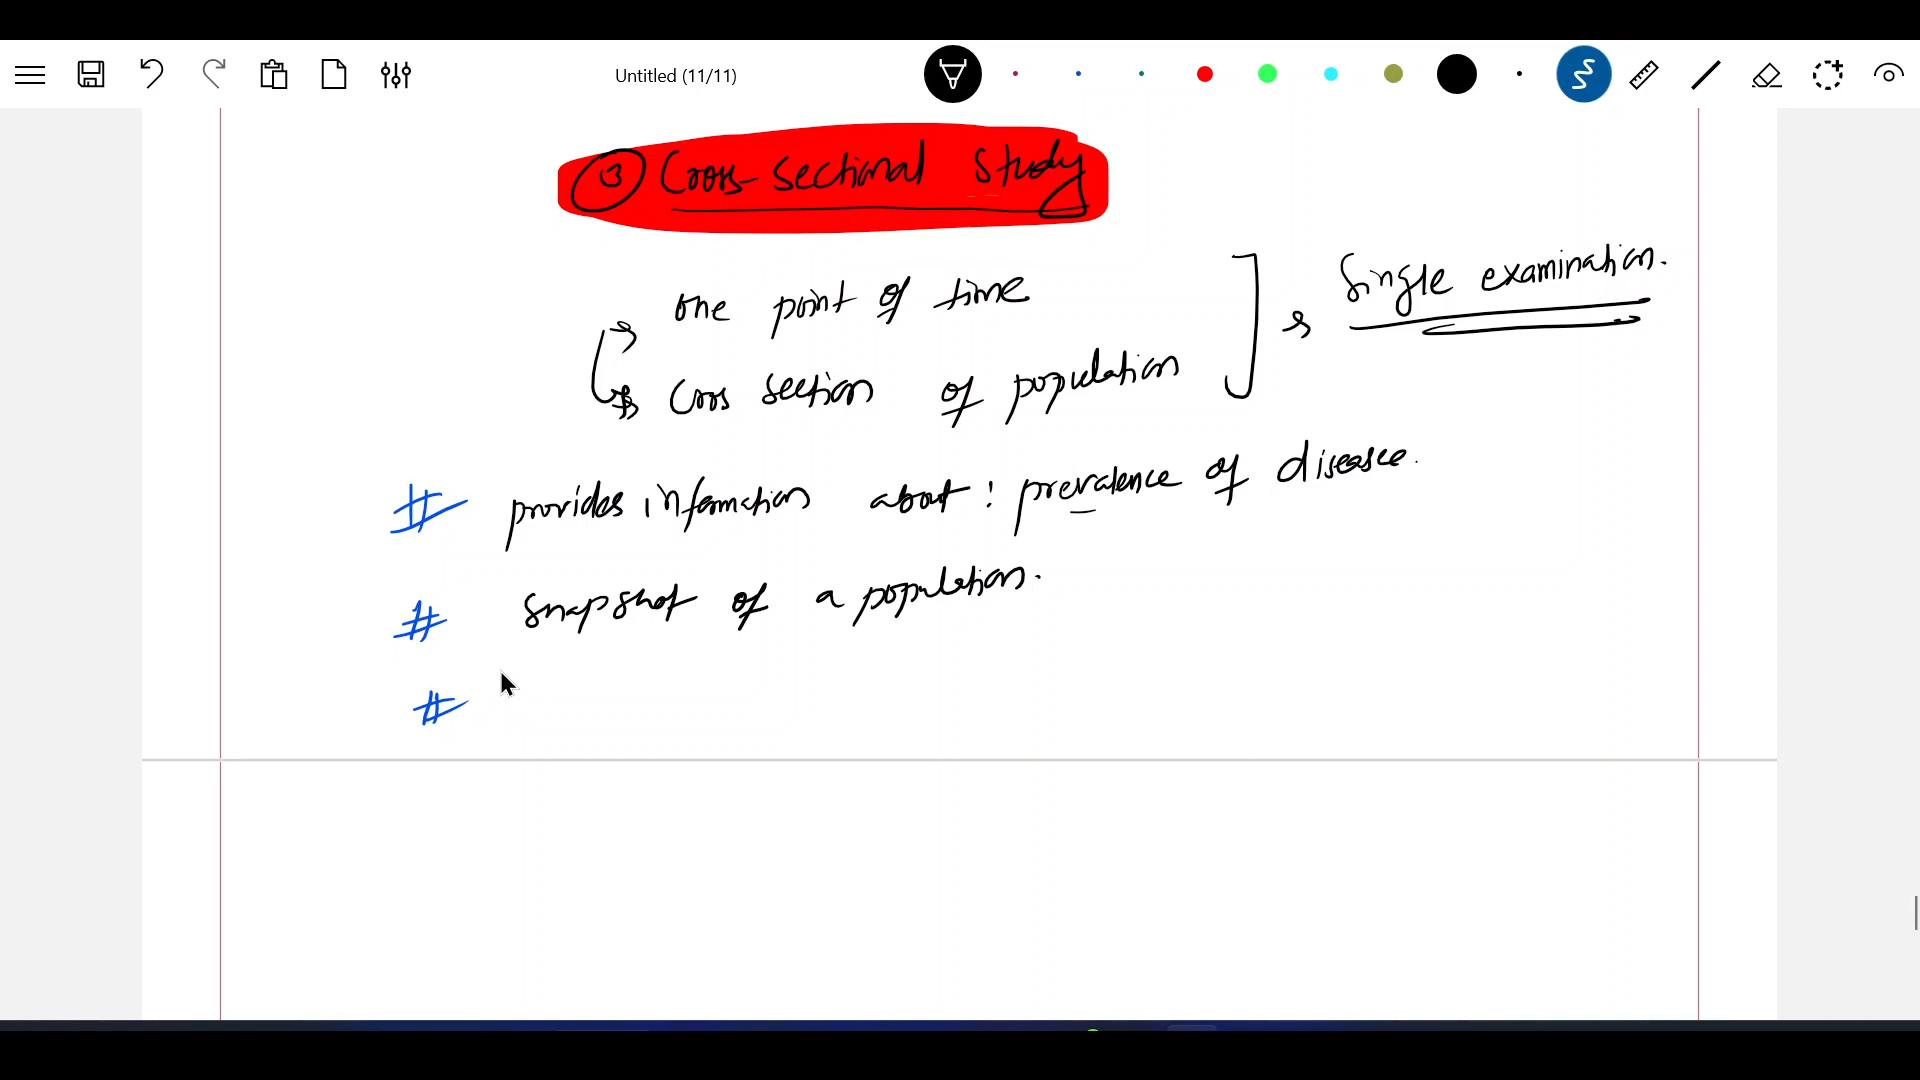 Untitled (11/11)
③ Cross-sectional study
one point of time
Single examination.
Cross section of population
# provides information about : prevalence of disease.
# snapshot of a population.
#